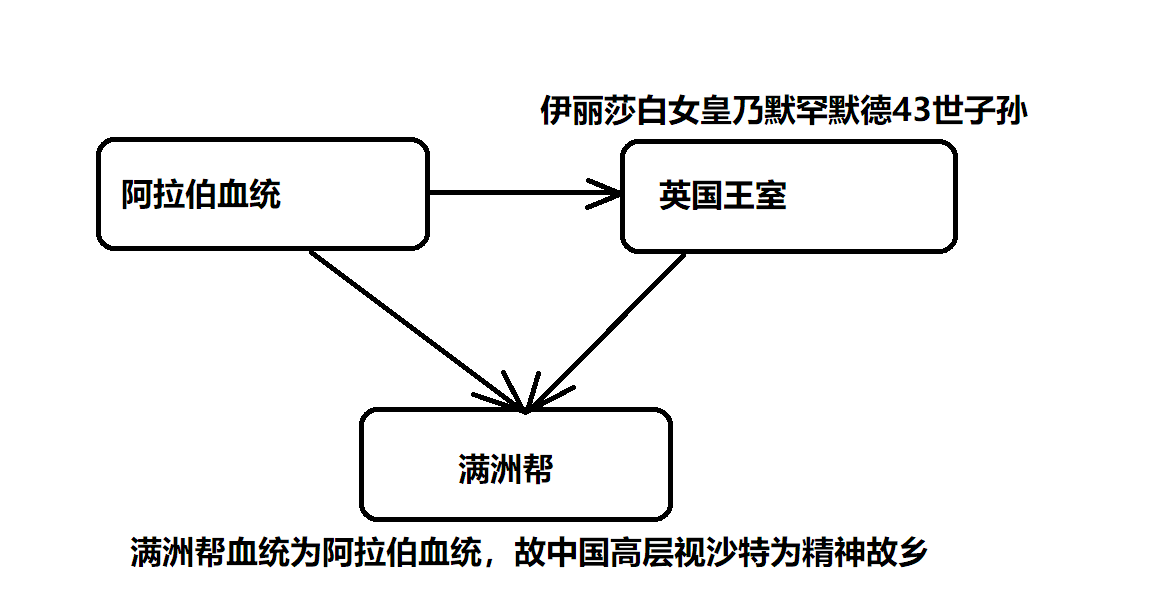 伊丽莎白女皇乃默罕默德43世子孙
阿拉伯血统
英国王室
满洲帮
满洲帮血统为阿拉伯血统，故中国高层视沙特为精神故乡